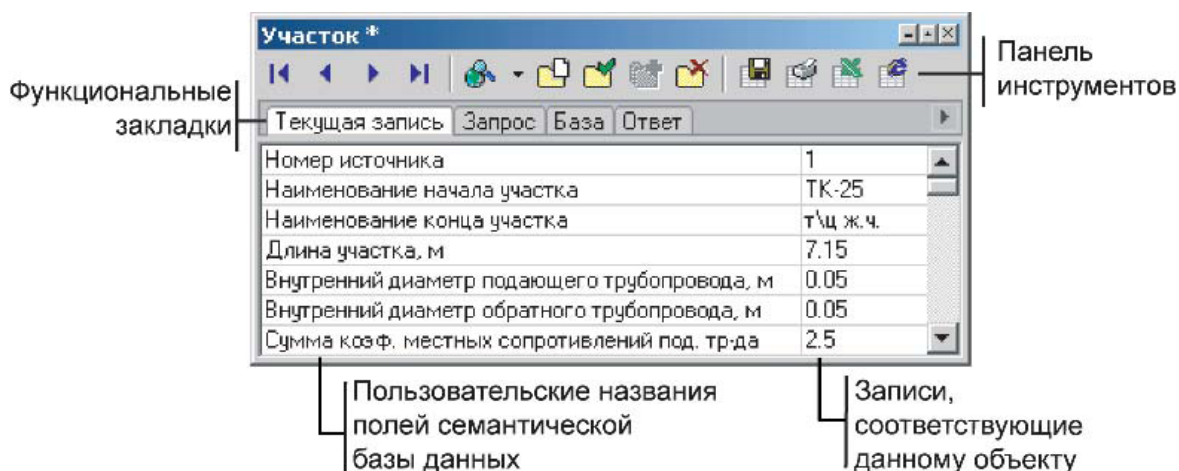 Участок *
Панель
инструментов
Функциональные
закладки
Текущая запись Запрос База Ответ
Номер источника 1
Наименование начала участка ТК-25
Наименование конца участка т\ц ж.ч.
Длина участка, м 7.15
Внутренний диаметр подающего трубопровода, м 0.05
Внутренний диаметр обратного трубопровода, м 0.05
Сумма коэф. местных сопротивлений под. тр-да 2.5
Пользовательские названия
полей семантической
базы данных
Записи,
соответствующие
данному объекту